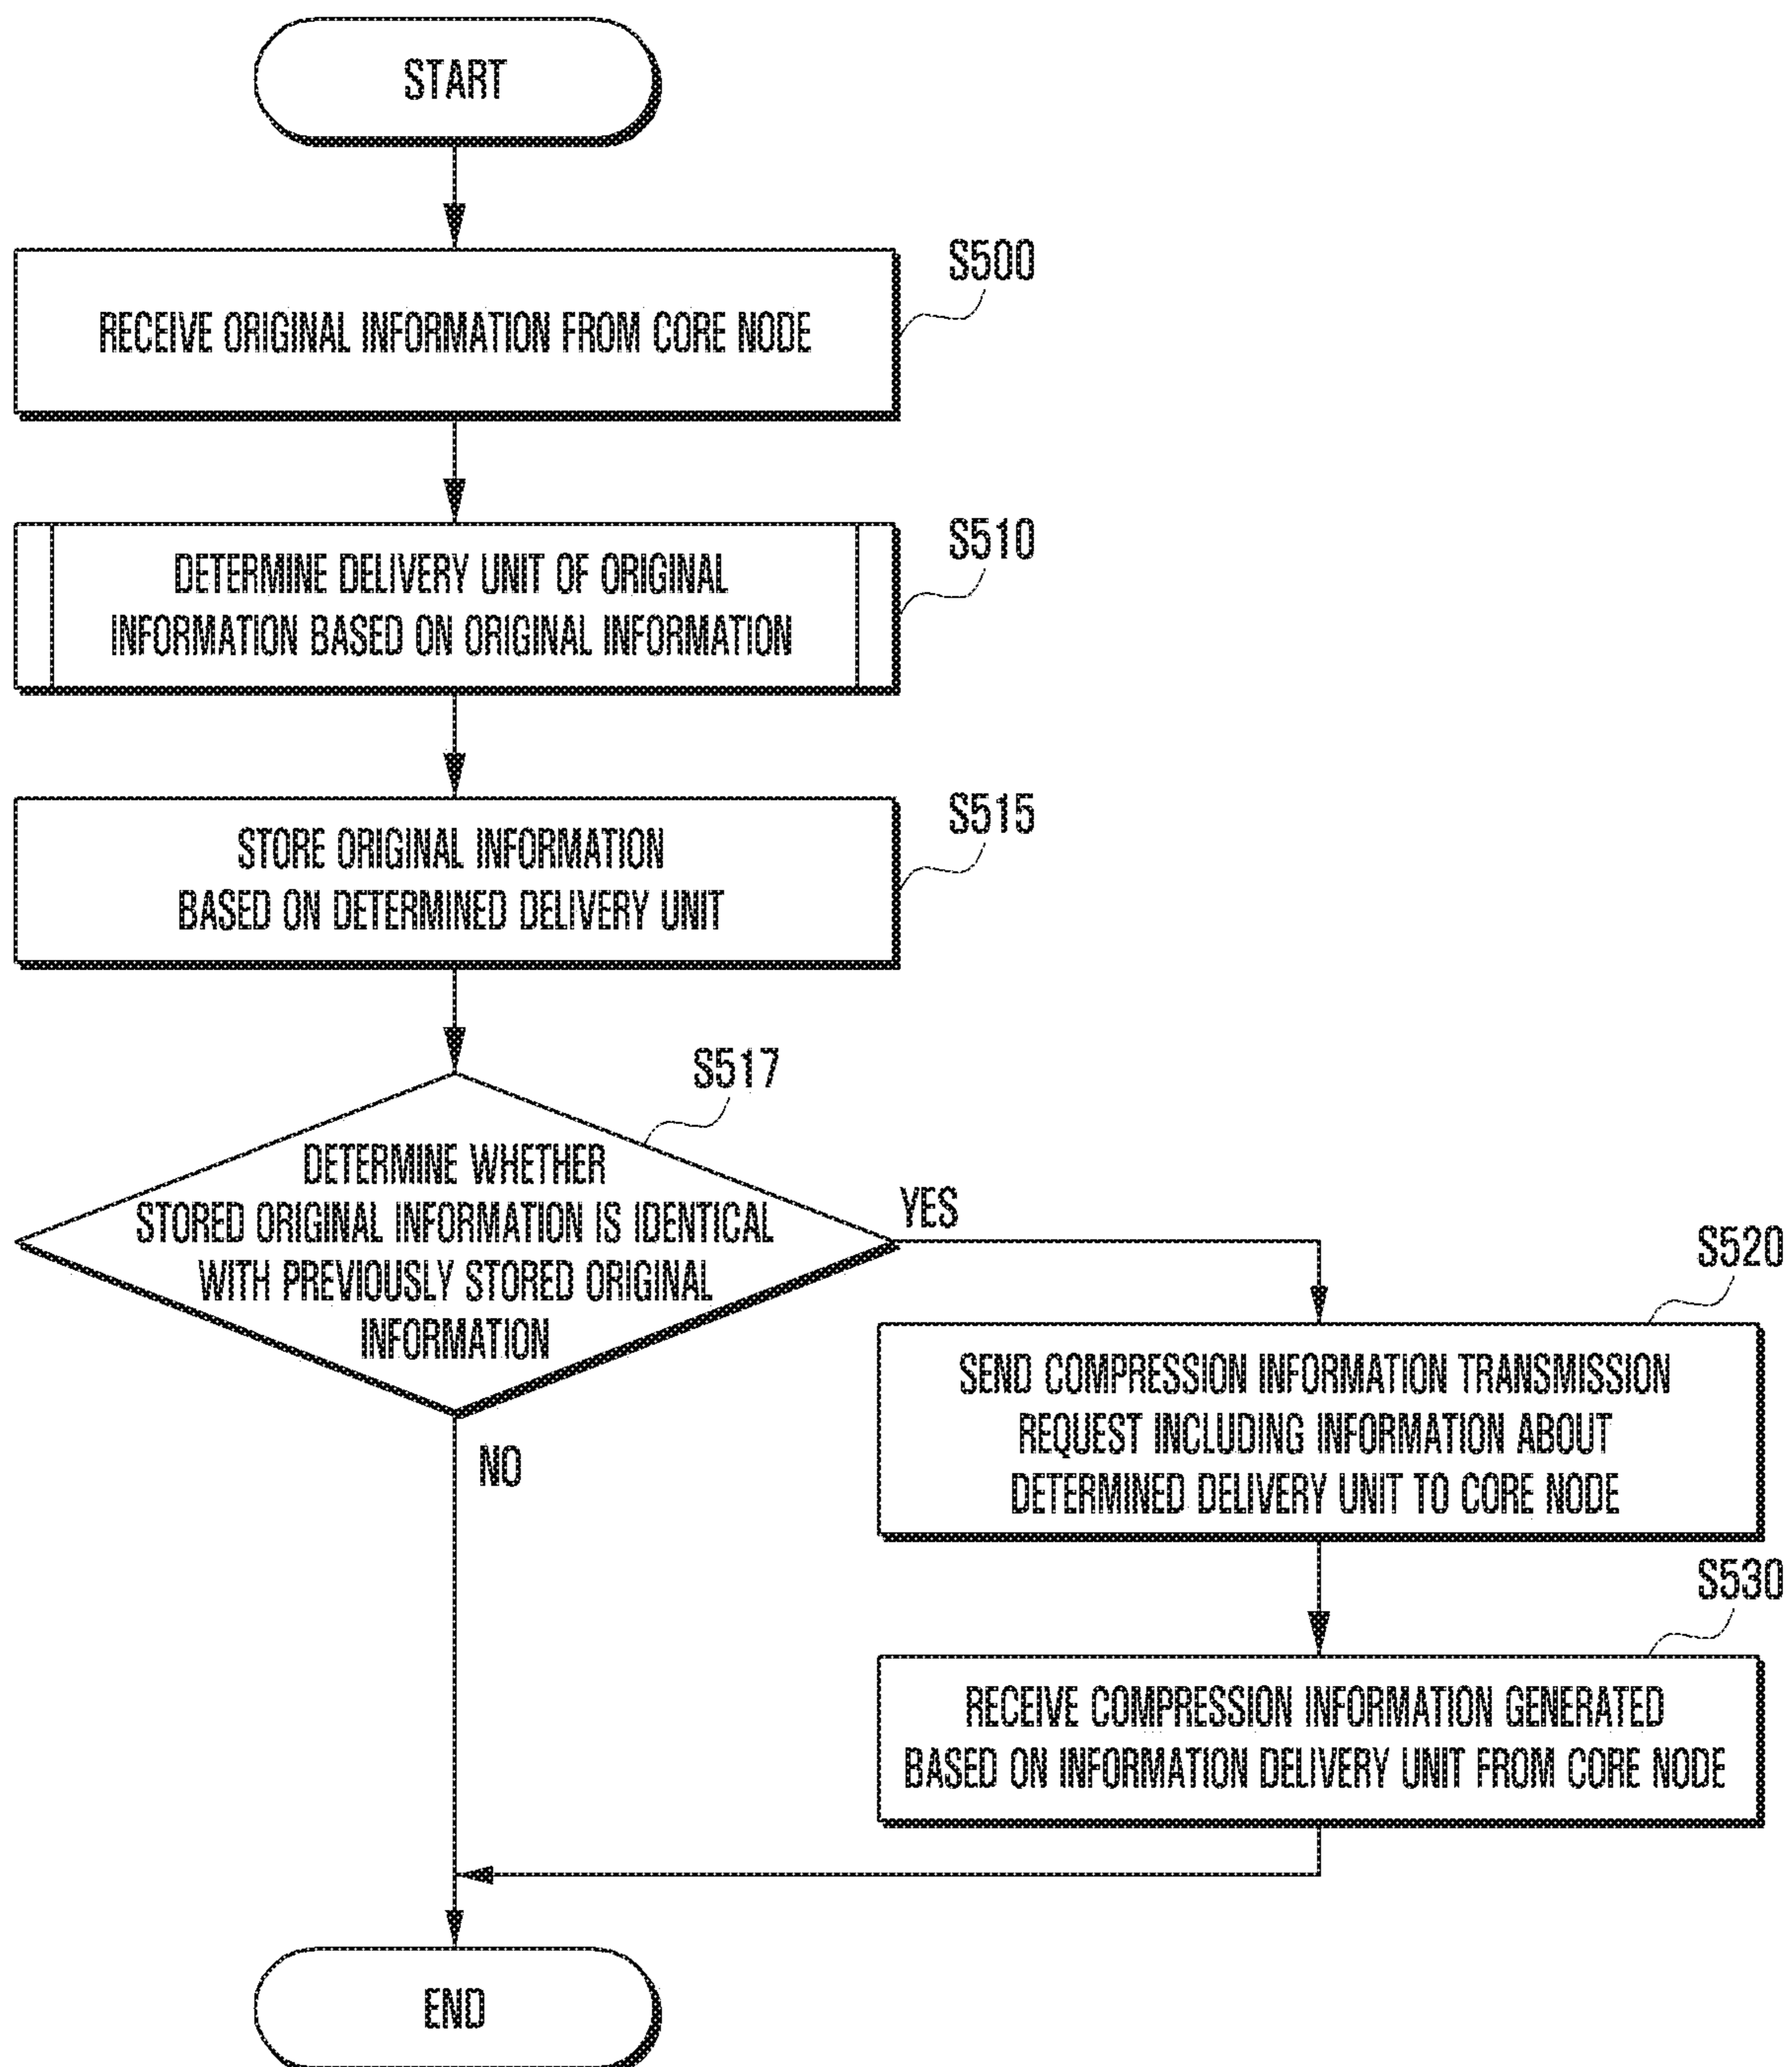 START
S500
RECEIVE ORIGINAL INFORMATION FROM CORE NODE
S510
DETERMINE DELIVERY UNIT OF ORIGINAL
INFORMATION BASED ON ORIGINAL INFORMATION
S515
STORE ORIGINAL INFORMATION
BASED ON DETERMINED DELIVERY UNIT
S517
DETERMINE WHETHER
STORED ORIGINAL INFORMATION IS IDENTICAL
WITH PREVIOUSLY STORED ORIGINAL
INFORMATION
YES
NO
S520
SEND COMPRESSION INFORMATION TRANSMISSION
REQUEST INCLUDING INFORMATION ABOUT
DETERMINED DELIVERY UNIT TO CORE NODE
S530
RECEIVE COMPRESSION INFORMATION GENERATED
BASED ON INFORMATION DELIVERY UNIT FROM CORE NODE
END